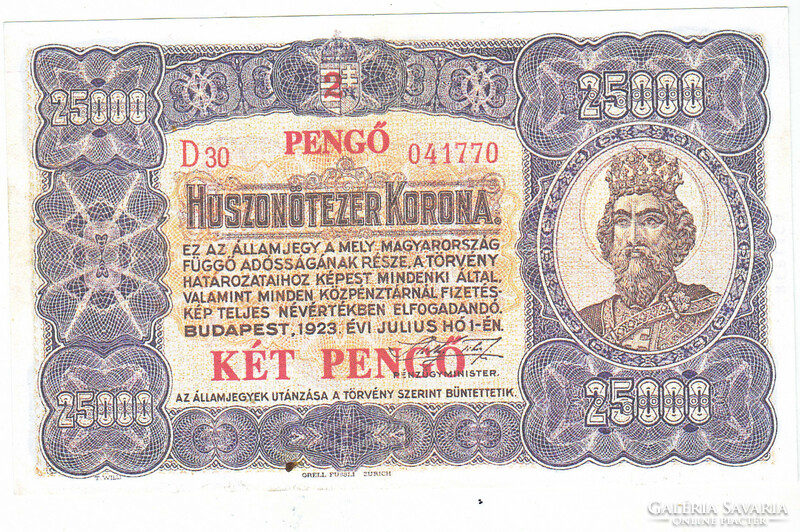 25000
2
25000
PENGŐ
D 30
041770
HUSZONÖTEZER KORONA.
EZ AZ ÁLLAMJEGY A MELY MAGYARORSZÁG
FÜGGŐ ADÓSSÁGÁNAK RÉSZE, A TÖRVÉNY
HATÁROZATAIHOZ KÉPEST MINDENKI ÁLTAL,
VALAMINT MINDEN KÖZPÉNZTÁRNÁL FIZETÉS-
KÉP TELJES NÉVÉRTÉKBEN ELFOGADANDÓ.
BUDAPEST, 1923. ÉVI JULIUS HÓ 1-ÉN.
KÉT PENGŐ
PÉNZÜGYMINISTER.
AZ ÁLLAMJEGYEK UTÁNZÁSA A TÖRVÉNY SZERINT BÜNTETTETIK.
25000
25000
ORELL FÜSSLI ZÜRICH
GALÉRIA SAVARIA
ONLINE PIACTÉR